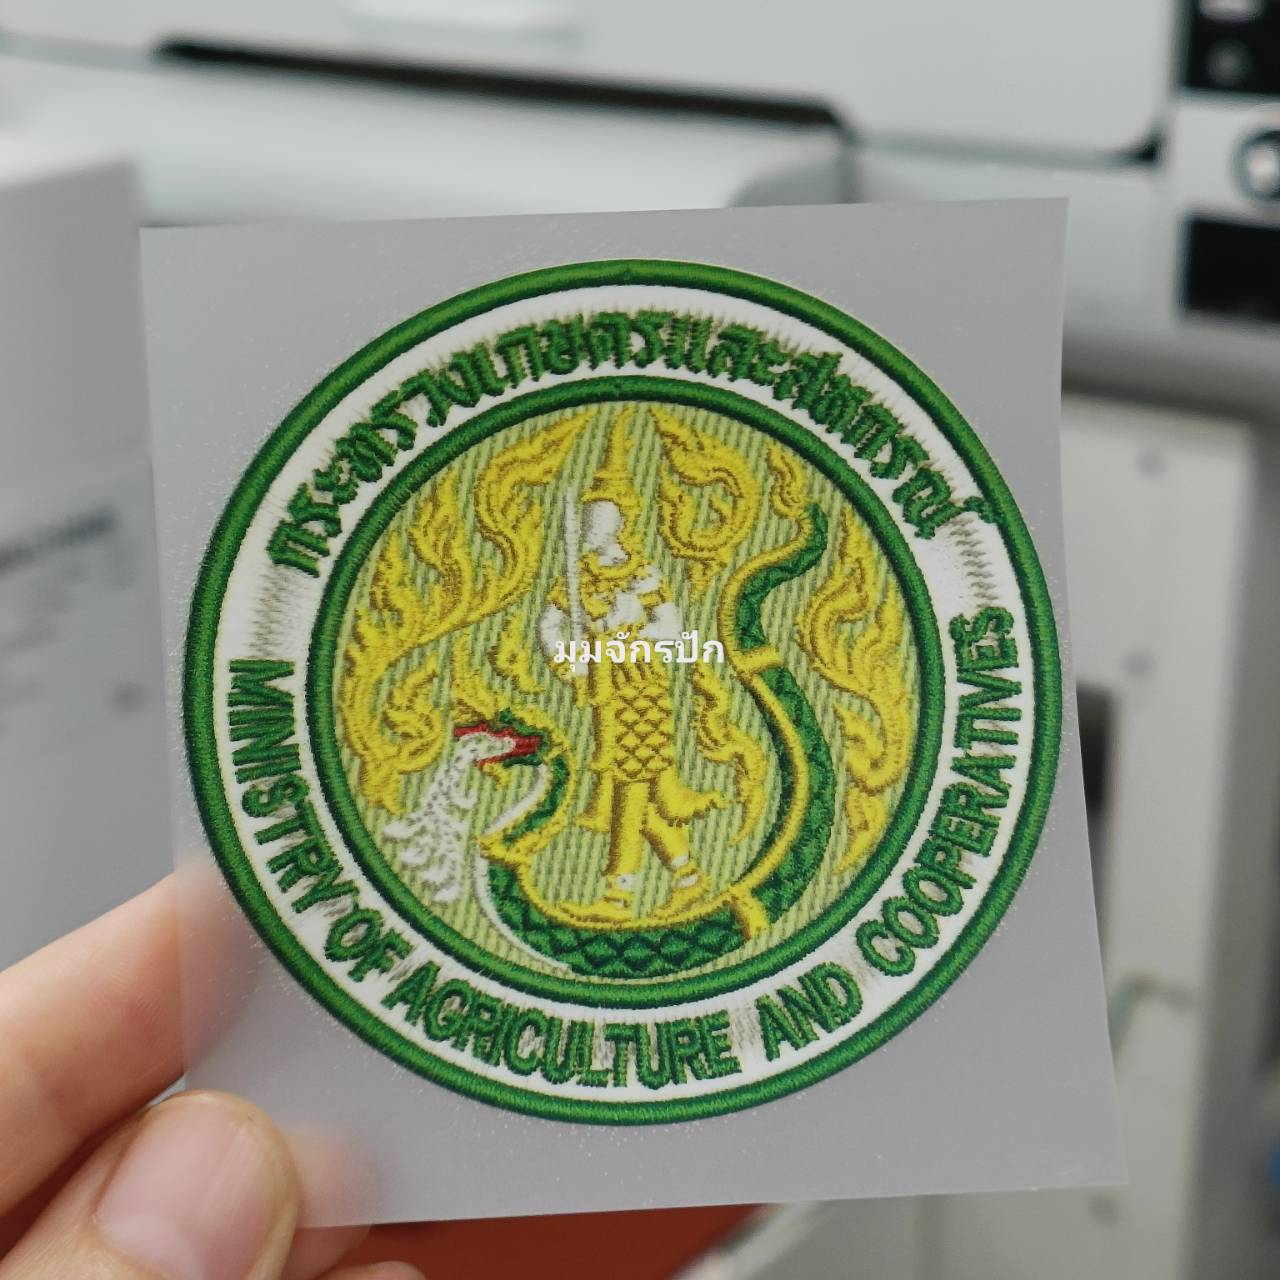 กระทรวงเกษตรและสหกรณ์
มุมจักรปัก
MINISTRY OF AGRICULTURE AND COOPERATIVES